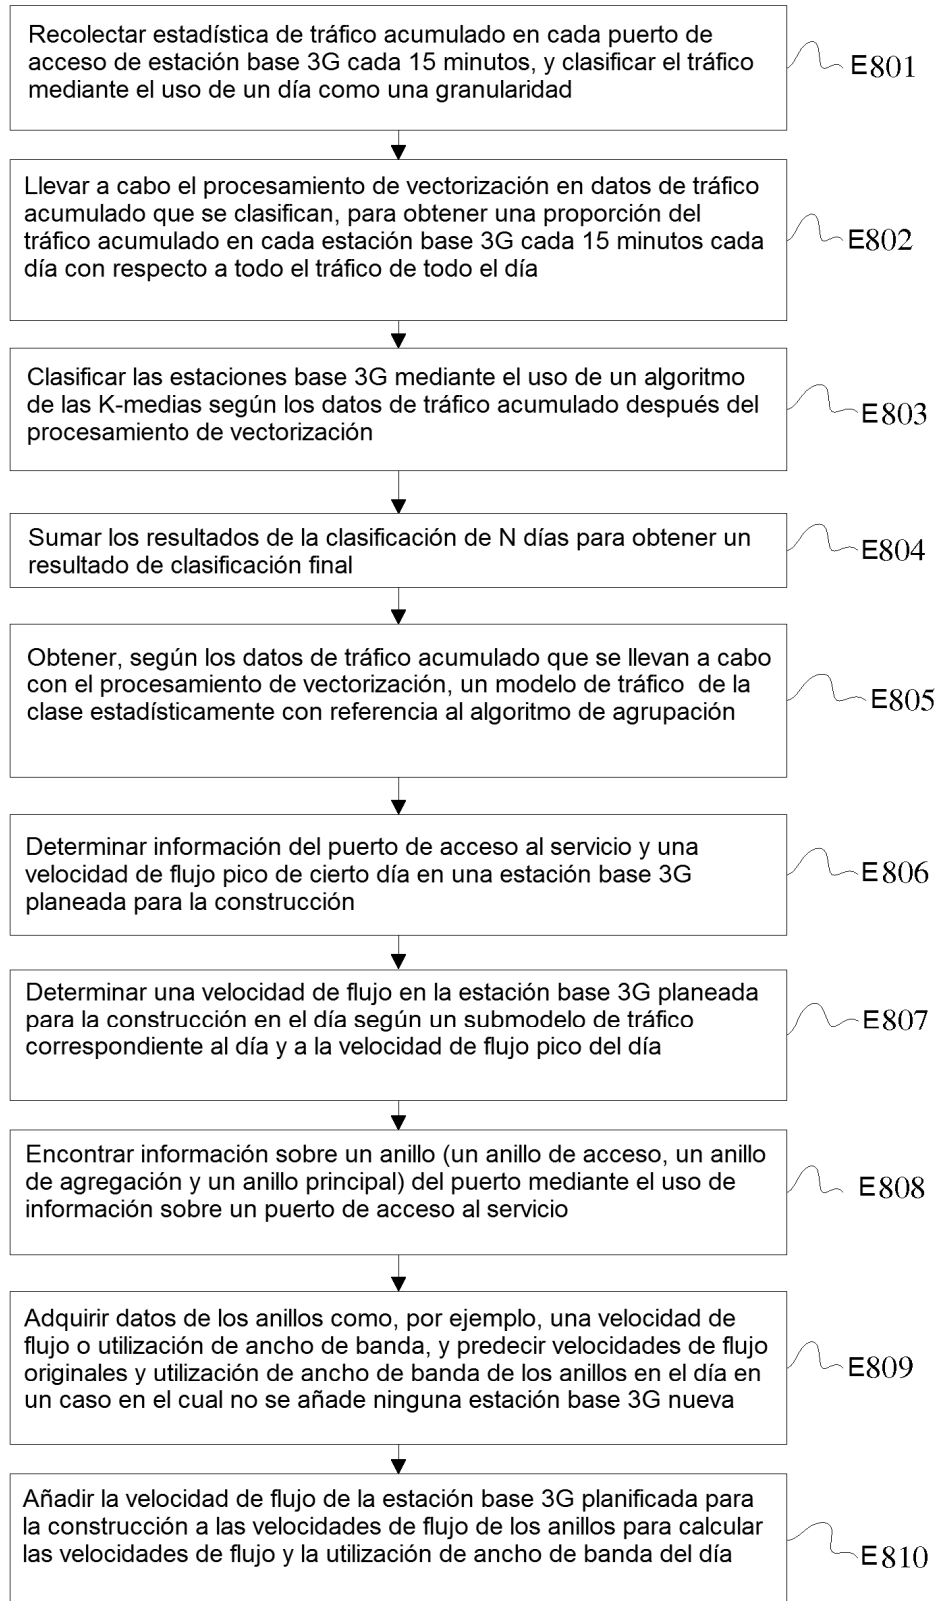 Recolectar estadística de tráfico acumulado en cada puerto de
acceso de estación base 3G cada 15 minutos, y clasificar el tráfico
mediante el uso de un día como una granularidad
E801
Llevar a cabo el procesamiento de vectorización en datos de tráfico
acumulado que se clasifican, para obtener una proporción del
tráfico acumulado en cada estación base 3G cada 15 minutos cada
día con respecto a todo el tráfico de todo el día
E802
Clasificar las estaciones base 3G mediante el uso de un algoritmo
de las K-medias según los datos de tráfico acumulado después del
procesamiento de vectorización
E803
Sumar los resultados de la clasificación de N días para obtener un
resultado de clasificación final
E804
Obtener, según los datos de tráfico acumulado que se llevan a cabo
con el procesamiento de vectorización, un modelo de tráfico de la
clase estadísticamente con referencia al algoritmo de agrupación
E805
Determinar información del puerto de acceso al servicio y una
velocidad de flujo pico de cierto día en una estación base 3G
planeada para la construcción
E806
Determinar una velocidad de flujo en la estación base 3G planeada
para la construcción en el día según un submodelo de tráfico
correspondiente al día y a la velocidad de flujo pico del día
E807
Encontrar información sobre un anillo (un anillo de acceso, un anillo
de agregación y un anillo principal) del puerto mediante el uso de
información sobre un puerto de acceso al servicio
E808
Adquirir datos de los anillos como, por ejemplo, una velocidad de
flujo o utilización de ancho de banda, y predecir velocidades de flujo
originales y utilización de ancho de banda de los anillos en el día en
un caso en el cual no se añade ninguna estación base 3G nueva
E809
Añadir la velocidad de flujo de la estación base 3G planificada para
la construcción a las velocidades de flujo de los anillos para calcular
las velocidades de flujo y la utilización de ancho de banda del día
E810